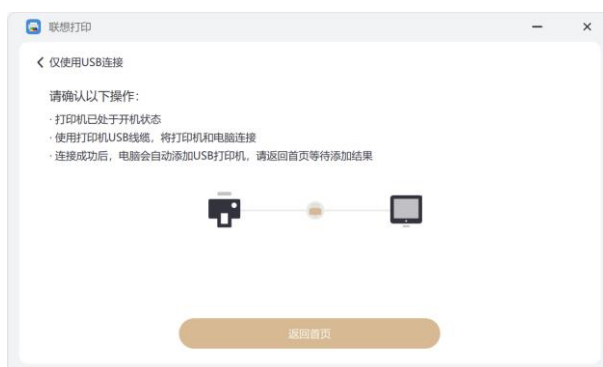 联想打印
仅使用USB连接
请确认以下操作：
· 打印机已处于开机状态
· 使用打印机USB线缆，将打印机和电脑连接
· 连接成功后，电脑会自动添加USB打印机，请返回首页等待添加结果
返回首页